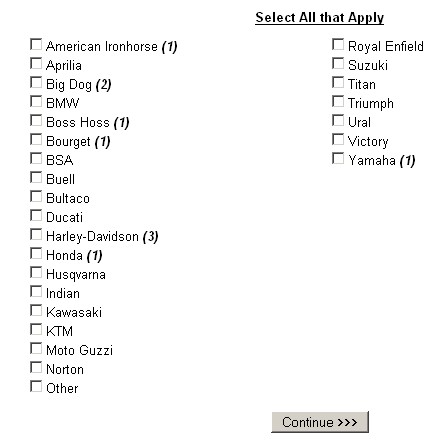 Select All that Apply
American Ironhorse (1)
Aprilia
Big Dog (2)
BMW
Boss Hoss (1)
Bourget (1)
BSA
Buell
Bultaco
Ducati
Harley-Davidson (3)
Honda (1)
Husqvarna
Indian
Kawasaki
KTM
Moto Guzzi
Norton
Other
Royal Enfield
Suzuki
Titan
Triumph
Ural
Victory
Yamaha (1)
Continue >>>